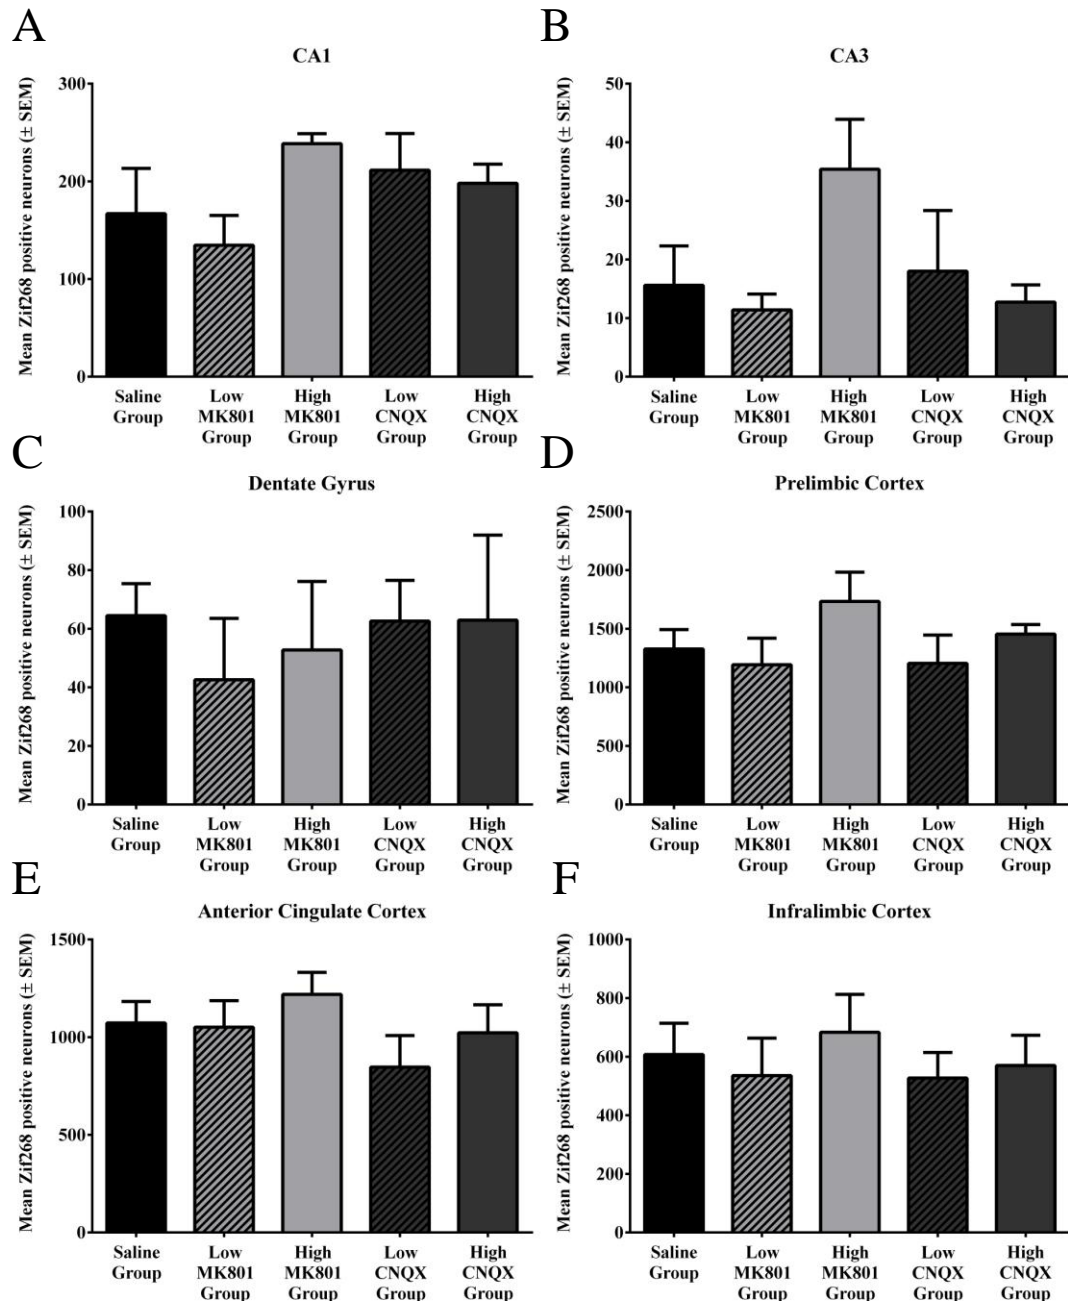 A
CA1
Mean Zif268 positive neurons (± SEM)
300
200
100
0
Saline
Group
Low
MK801
Group
High
MK801
Group
Low
CNQX
Group
High
CNQX
Group
B
CA3
Mean Zif268 positive neurons (± SEM)
50
40
30
20
10
0
Saline
Group
Low
MK801
Group
High
MK801
Group
Low
CNQX
Group
High
CNQX
Group
C
Dentate Gyrus
Mean Zif268 positive neurons (± SEM)
100
80
60
40
20
0
Saline
Group
Low
MK801
Group
High
MK801
Group
Low
CNQX
Group
High
CNQX
Group
D
Prelimbic Cortex
Mean Zif268 positive neurons (± SEM)
2500
2000
1500
1000
500
0
Saline
Group
Low
MK801
Group
High
MK801
Group
Low
CNQX
Group
High
CNQX
Group
E
Anterior Cingulate Cortex
Mean Zif268 positive neurons (± SEM)
1500
1000
500
0
Saline
Group
Low
MK801
Group
High
MK801
Group
Low
CNQX
Group
High
CNQX
Group
F
Infralimbic Cortex
Mean Zif268 positive neurons (± SEM)
1000
800
600
400
200
0
Saline
Group
Low
MK801
Group
High
MK801
Group
Low
CNQX
Group
High
CNQX
Group